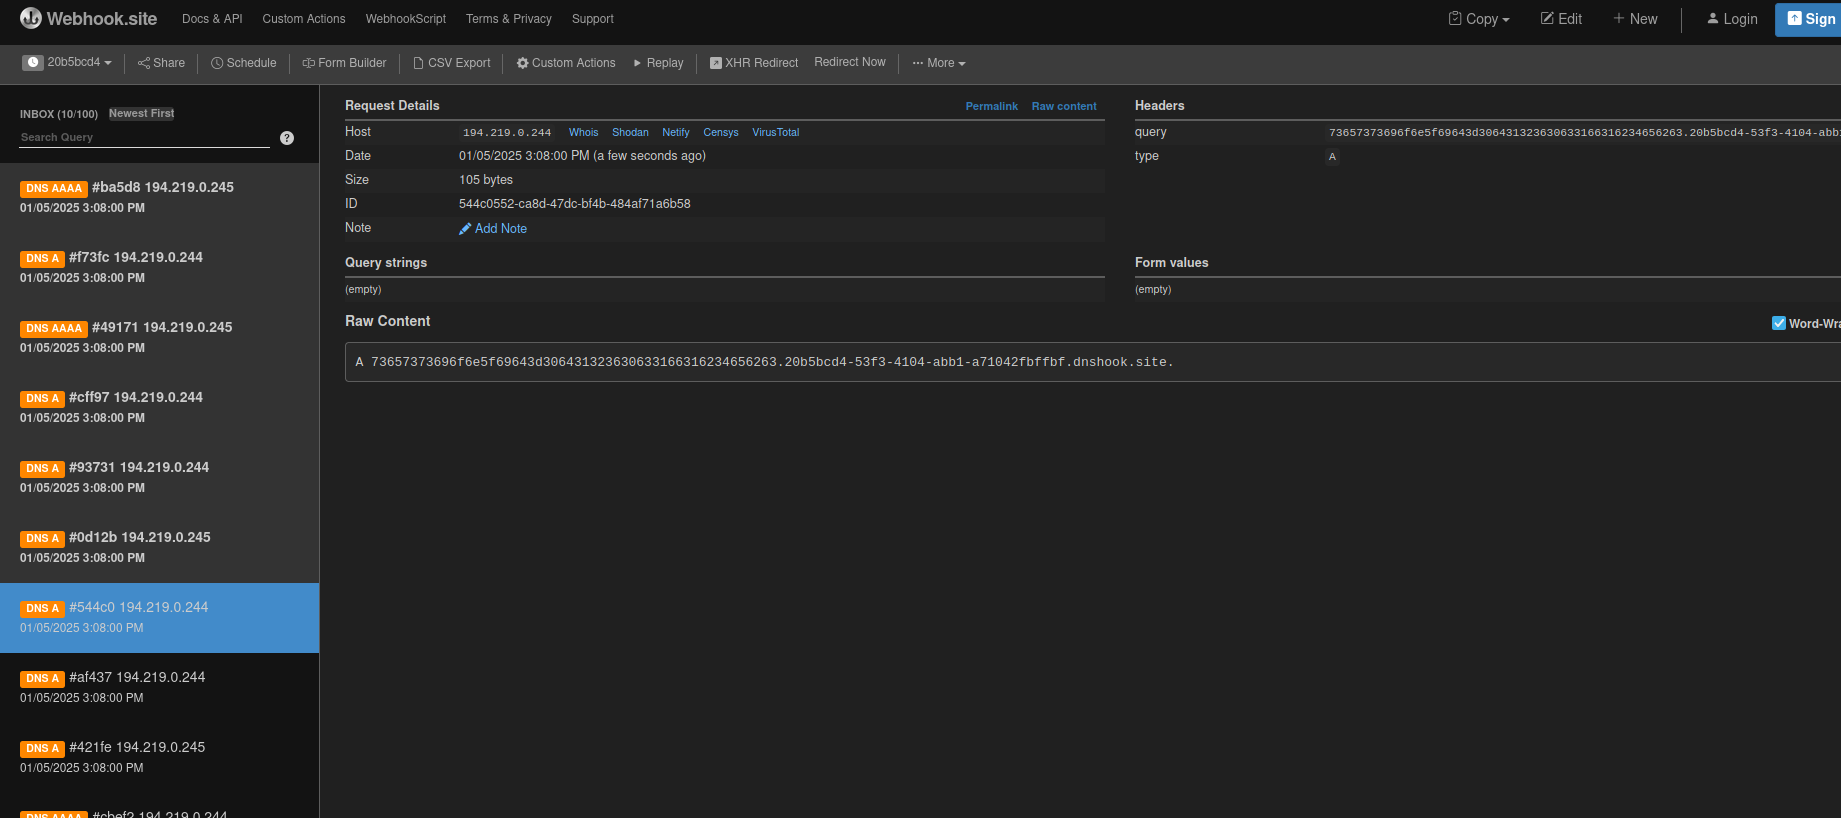 Webhook.site Docs & API Custom Actions WebhookScript Terms & Privacy Support Copy Edit New Login Sign
20b5bcd4 Share Schedule Form Builder CSV Export Custom Actions Replay XHR Redirect Redirect Now ··· More
INBOX (10/100) Newest First
Search Query ?
DNS AAAA #ba5d8 194.219.0.245
01/05/2025 3:08:00 PM
DNS A #f73fc 194.219.0.244
01/05/2025 3:08:00 PM
DNS AAAA #49171 194.219.0.245
01/05/2025 3:08:00 PM
DNS A #cff97 194.219.0.244
01/05/2025 3:08:00 PM
DNS A #93731 194.219.0.244
01/05/2025 3:08:00 PM
DNS A #0d12b 194.219.0.245
01/05/2025 3:08:00 PM
DNS A #544c0 194.219.0.244
01/05/2025 3:08:00 PM
DNS A #af437 194.219.0.244
01/05/2025 3:08:00 PM
DNS A #421fe 194.219.0.245
01/05/2025 3:08:00 PM
DNS AAAA #cbef2 194.219.0.244
Request Details Permalink Raw content
Host 194.219.0.244 Whois Shodan Netify Censys VirusTotal
Date 01/05/2025 3:08:00 PM (a few seconds ago)
Size 105 bytes
ID 544c0552-ca8d-47dc-bf4b-484af71a6b58
Note Add Note
Headers
query 73657373696f6e5f69643d30643132363063316631623465626​3.20b5bcd4-53f3-4104-abb
type A
Query strings
(empty)
Form values
(empty)
Raw Content Word-Wra
A 73657373696f6e5f69643d306431323630633166316234656263.20b5bcd4-53f3-4104-abb1-a71042fbffbf.dnshook.site.